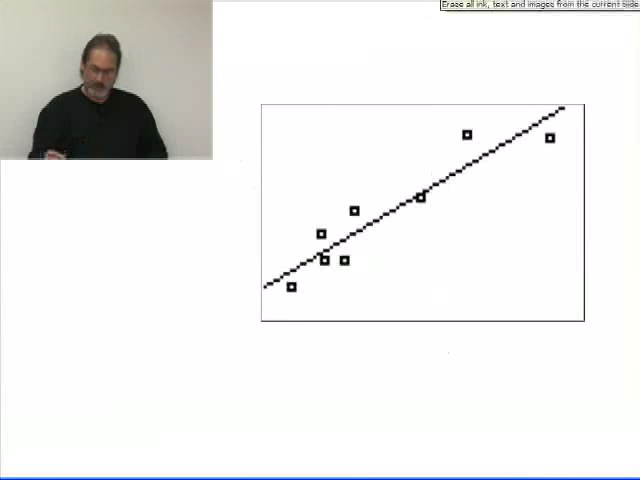 Erase all ink, text and images from the current slide